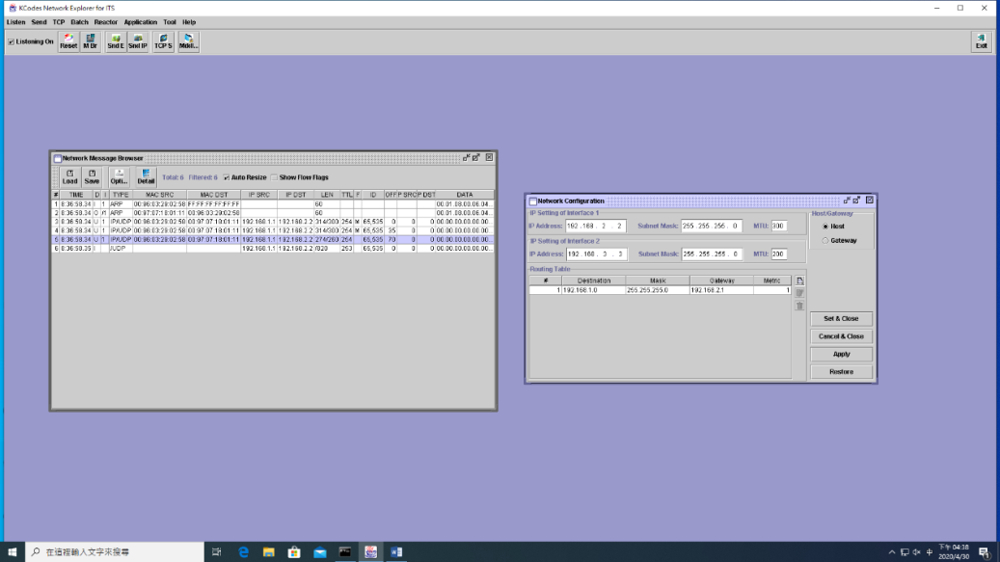 KCodes Network Explorer for ITS
Listen Send TCP Batch Reactor Application Tool Help
Listening On Reset M Br Snd E Snd IP TCP S Exit
Network Message Browser
Load Save Opti... Detail Total: 6 Filtered: 6 Auto Resize Show Flow Flags
# TIME D I TYPE MAC SRC MAC DST IP SRC IP DST LEN TTL F ID OFF P SRC P DST DATA
1 8:36:58.34 I 1 ARP 00:96:03:28:02:58 FF:FF:FF:FF:FF:FF 60 00.01.08.00.06.04...
2 8:36:58.34 O ARP 00:97:07:18:01:11 00:96:03:28:02:58 60 00.01.08.00.06.04...
3 8:36:58.34 U 1 IP/UDP 00:96:03:28:02:58 00:97:07:18:01:11 192.168.1.1 192.168.2.2 314/300 254 M 65,535 0 0 0 00.00.00.00.00.00...
4 8:36:58.34 U 1 IP/UDP 00:96:03:28:02:58 00:97:07:18:01:11 192.168.1.1 192.168.2.2 314/300 254 M 65,535 35 0 0 00.00.00.00.00.00...
5 8:36:58.34 U 1 IP/UDP 00:96:03:28:02:58 00:97:07:18:01:11 192.168.1.1 192.168.2.2 274/260 254 65,535 70 0 0 00.00.00.00.00.00...
6 8:36:58.35 I UDP 192.168.1.1 192.168.2.2 /820 253 65,535 0 0 0 00.00.00.00.00.00...
Network Configuration
IP Setting of Interface 1
IP Address: 192.168.2.2 Subnet Mask: 255.255.255.0 MTU: 300
IP Setting of Interface 2
IP Address: 192.168.3.3 Subnet Mask: 255.255.255.0 MTU: 200
Routing Table
# Destination Mask Gateway Metric
1 192.168.1.0 255.255.255.0 192.168.2.1 1
Host/Gateway
Host
Gateway
Set & Close
Cancel & Close
Apply
Restore
在這裡輸入文字來搜尋
中
下午 04:38
2020/4/30